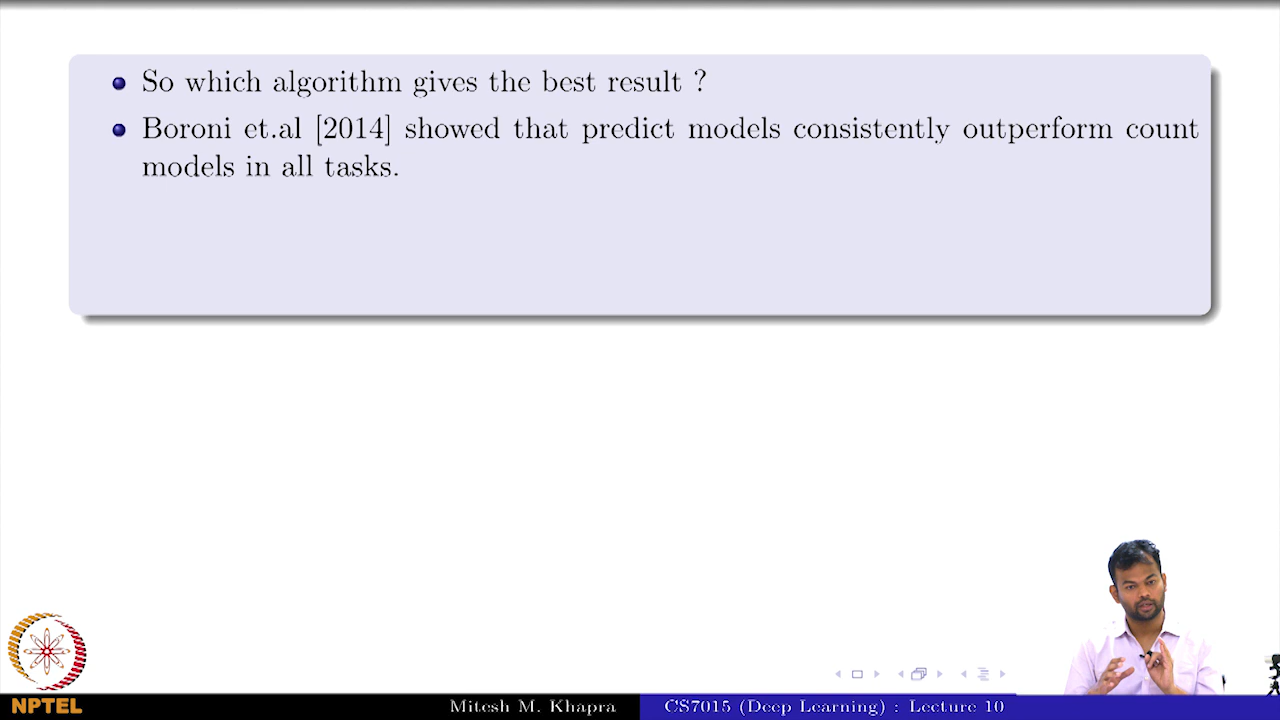 So which algorithm gives the best result ?
Boroni et.al [2014] showed that predict models consistently outperform count
models in all tasks.
NPTEL
Mitesh M. Khapra
CS7015 (Deep Learning) : Lecture 10